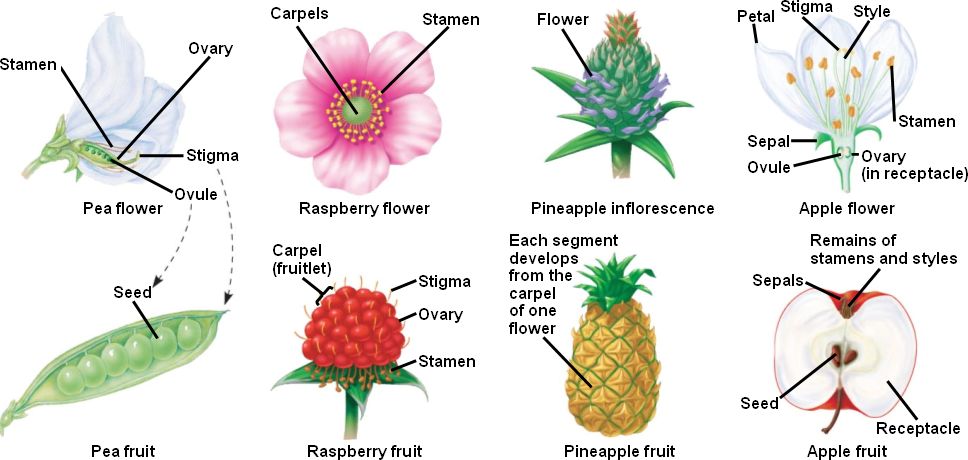 Stamen
Ovary
Stigma
Ovule
Pea flower
Carpels
Stamen
Raspberry flower
Flower
Pineapple inflorescence
Petal
Stigma
Style
Stamen
Sepal
Ovule
Ovary
(in receptacle)
Apple flower
Seed
Pea fruit
Carpel
(fruitlet)
Stigma
Ovary
Stamen
Raspberry fruit
Each segment
develops
from the
carpel
of one
flower
Pineapple fruit
Remains of
stamens and styles
Sepals
Seed
Receptacle
Apple fruit